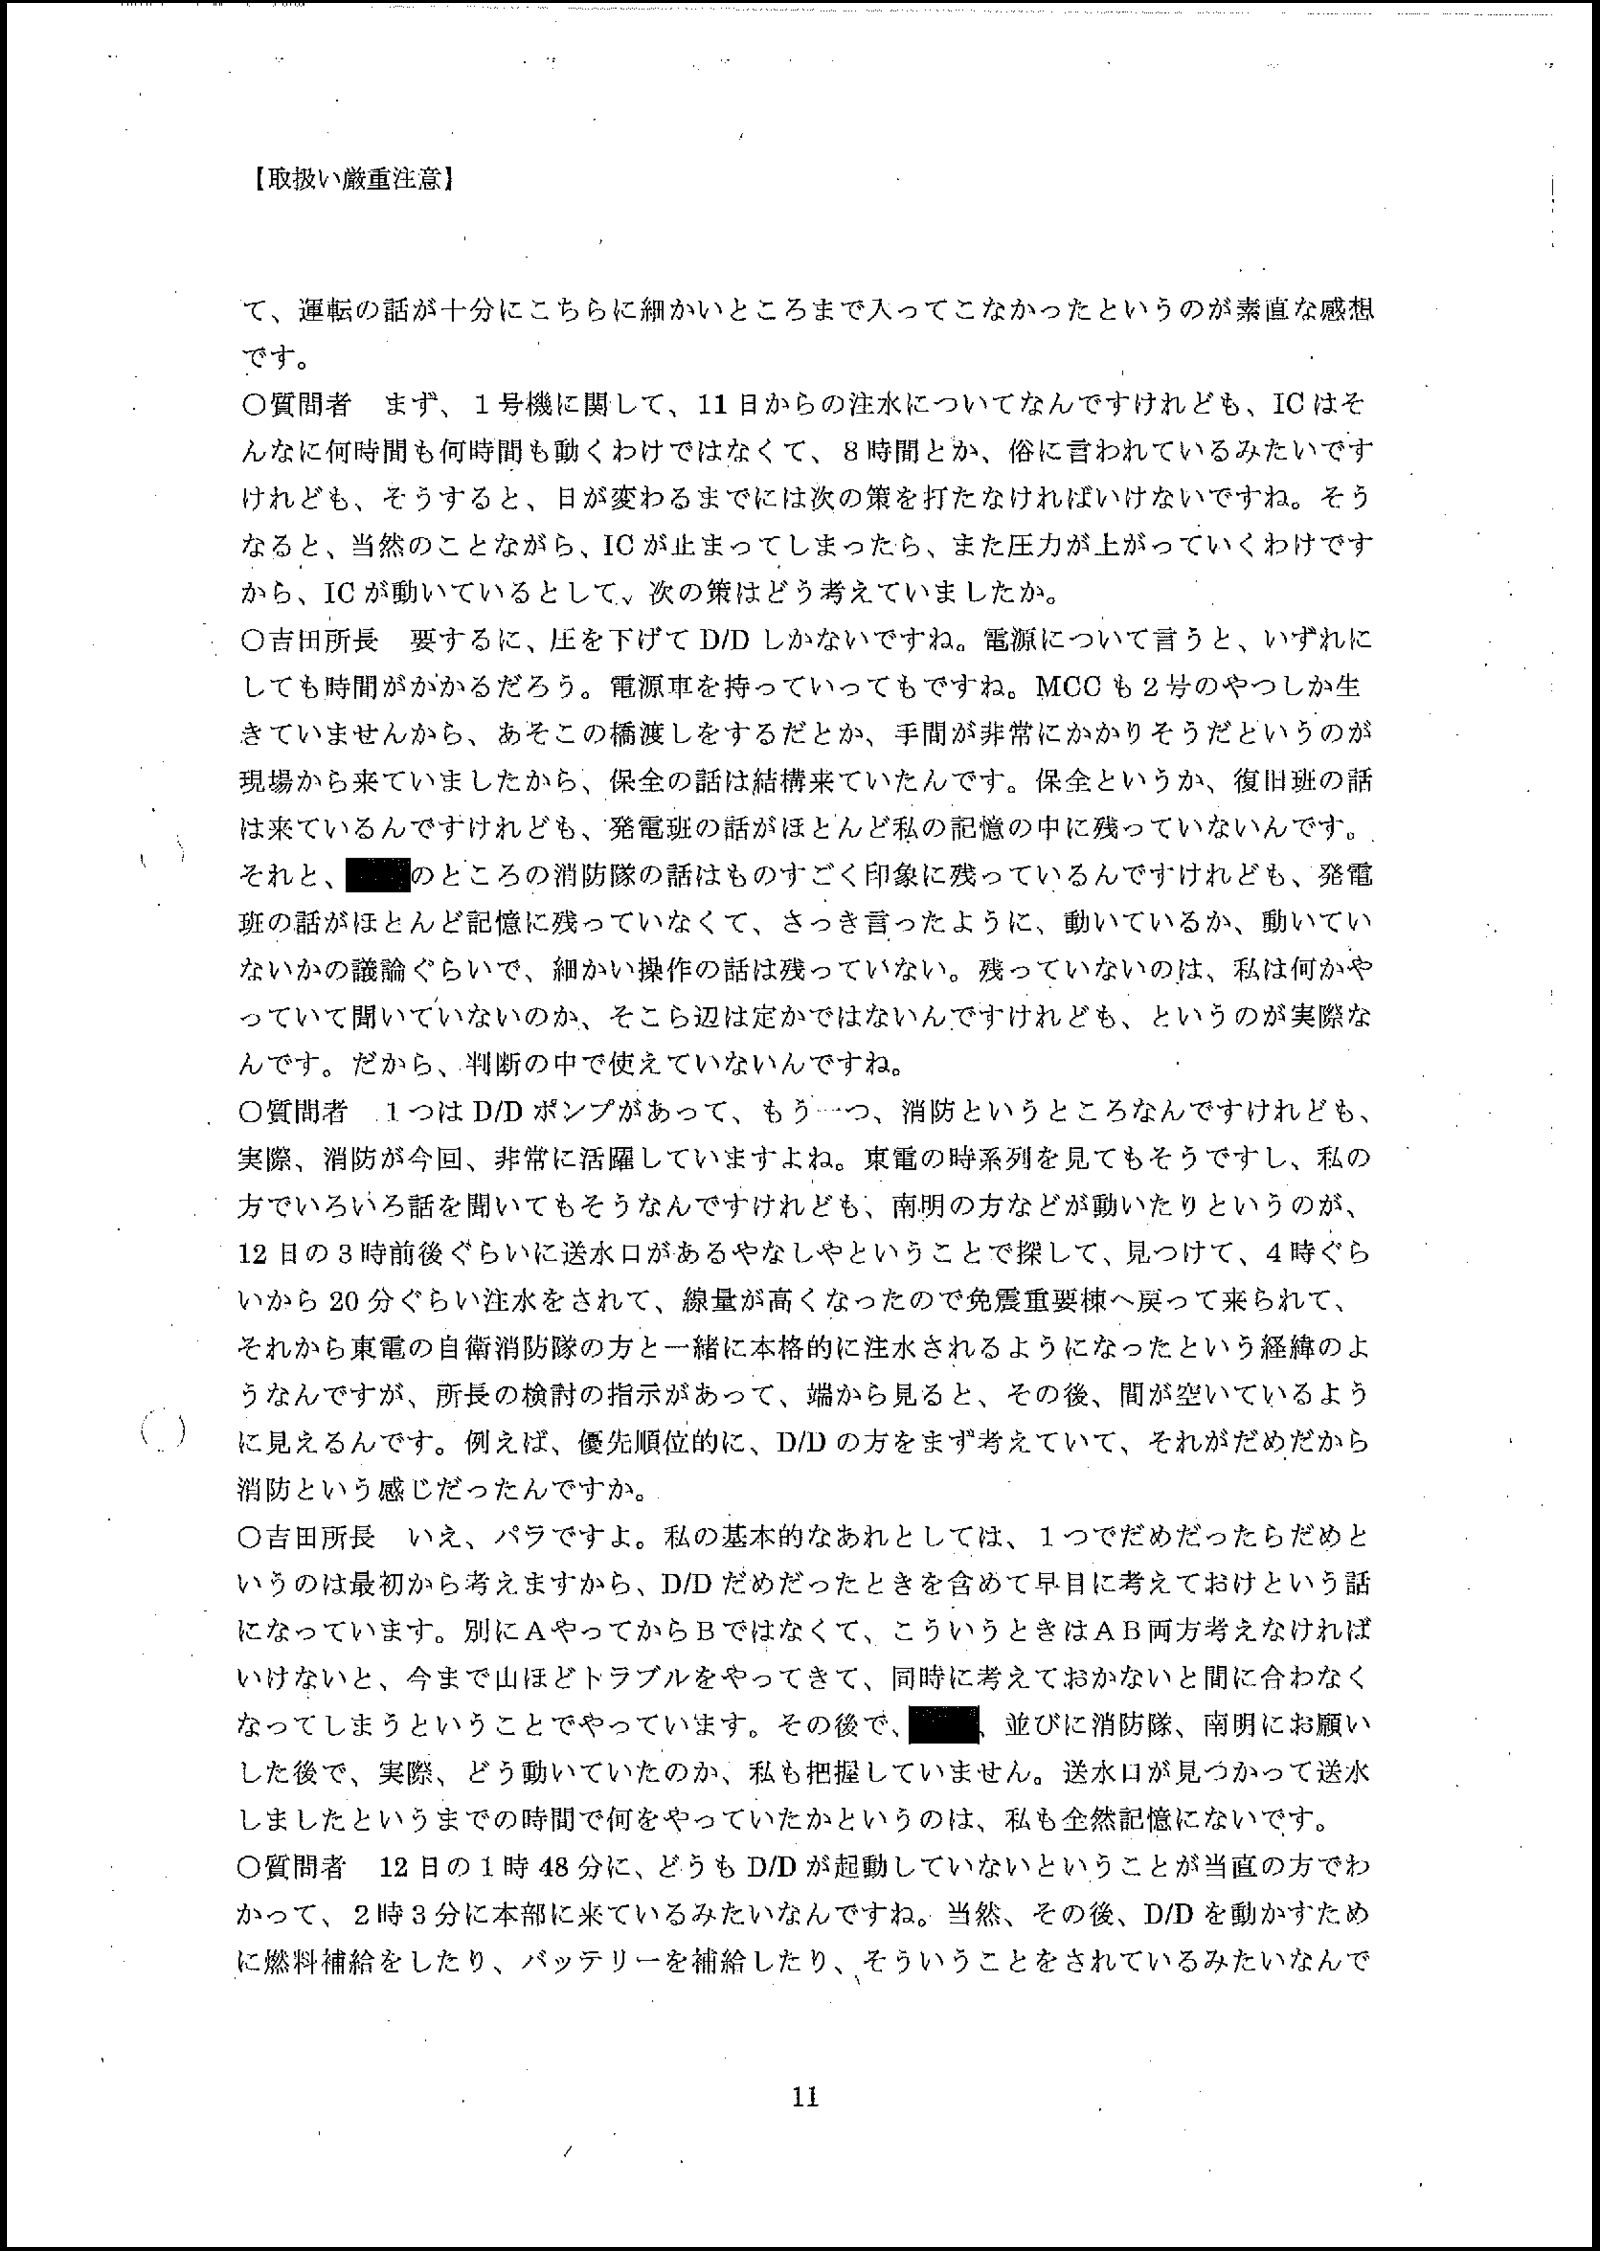 【取扱い厳重注意】
て、運転の話が十分にこちらに細かいところまで入ってこなかったというのが素直な感想
です。
○質問者　まず、１号機に関して、11 日からの注水についてなんですけれども、IC はそ
んなに何時間も何時間も動くわけではなくて、８時間とか、俗に言われているみたいです
けれども、そうすると、日が変わるまでには次の策を打たなければいけないですね。そう
なると、当然のことながら、IC が止まってしまったら、また圧力が上がっていくわけです
から、IC が動いているとして、次の策はどう考えていましたか。
○吉田所長　要するに、圧を下げて D/D しかないですね。電源について言うと、いずれに
しても時間がかかるだろう。電源車を持っていってもですね。MCC も２号のやつしか生
きていませんから、あそこの橋渡しをするだとか、手間が非常にかかりそうだというのが
現場から来ていましたから、保全の話は結構来ていたんです。保全というか、復旧班の話
は来ているんですけれども、発電班の話がほとんど私の記憶の中に残っていないんです。
それと、のところの消防隊の話はものすごく印象に残っているんですけれども、発電
班の話がほとんど記憶に残っていなくて、さっき言ったように、動いているか、動いてい
ないかの議論ぐらいで、細かい操作の話は残っていない。残っていないのは、私は何かや
っていて聞いていないのか、そこら辺は定かではないんですけれども、というのが実際な
んです。だから、判断の中で使えていないんですね。
○質問者　１つは D/D ポンプがあって、もう一つ、消防というところなんですけれども、
実際、消防が今回、非常に活躍していますよね。東電の時系列を見てもそうですし、私の
方でいろいろ話を聞いてもそうなんですけれども、南明の方などが動いたりというのが、
12 日の３時前後ぐらいに送水口があるやなしやということで探して、見つけて、４時ぐら
いから 20 分ぐらい注水をされて、線量が高くなったので免震重要棟へ戻って来られて、
それから東電の自衛消防隊の方と一緒に本格的に注水されるようになったという経緯のよ
うなんですが、所長の検討の指示があって、端から見ると、その後、間が空いているよう
に見えるんです。例えば、優先順位的に、D/D の方をまず考えていて、それがだめだから
消防という感じだったんですか。
○吉田所長　いえ、パラですよ。私の基本的なあれとしては、１つでだめだったらだめと
いうのは最初から考えますから、D/D だめだったときを含めて早目に考えておけという話
になっています。別にＡやってからＢではなくて、こういうときはＡＢ両方考えなければ
いけないと、今まで山ほどトラブルをやってきて、同時に考えておかないと間に合わなく
なってしまうということでやっています。その後で、、並びに消防隊、南明にお願い
した後で、実際、どう動いていたのか、私も把握していません。送水口が見つかって送水
しましたというまでの時間で何をやっていたかというのは、私も全然記憶にないです。
○質問者　12 日の１時 48 分に、どうも D/D が起動していないということが当直の方でわ
かって、２時３分に本部に来ているみたいなんですね。当然、その後、D/D を動かすため
に燃料補給をしたり、バッテリーを補給したり、そういうことをされているみたいなんで
11